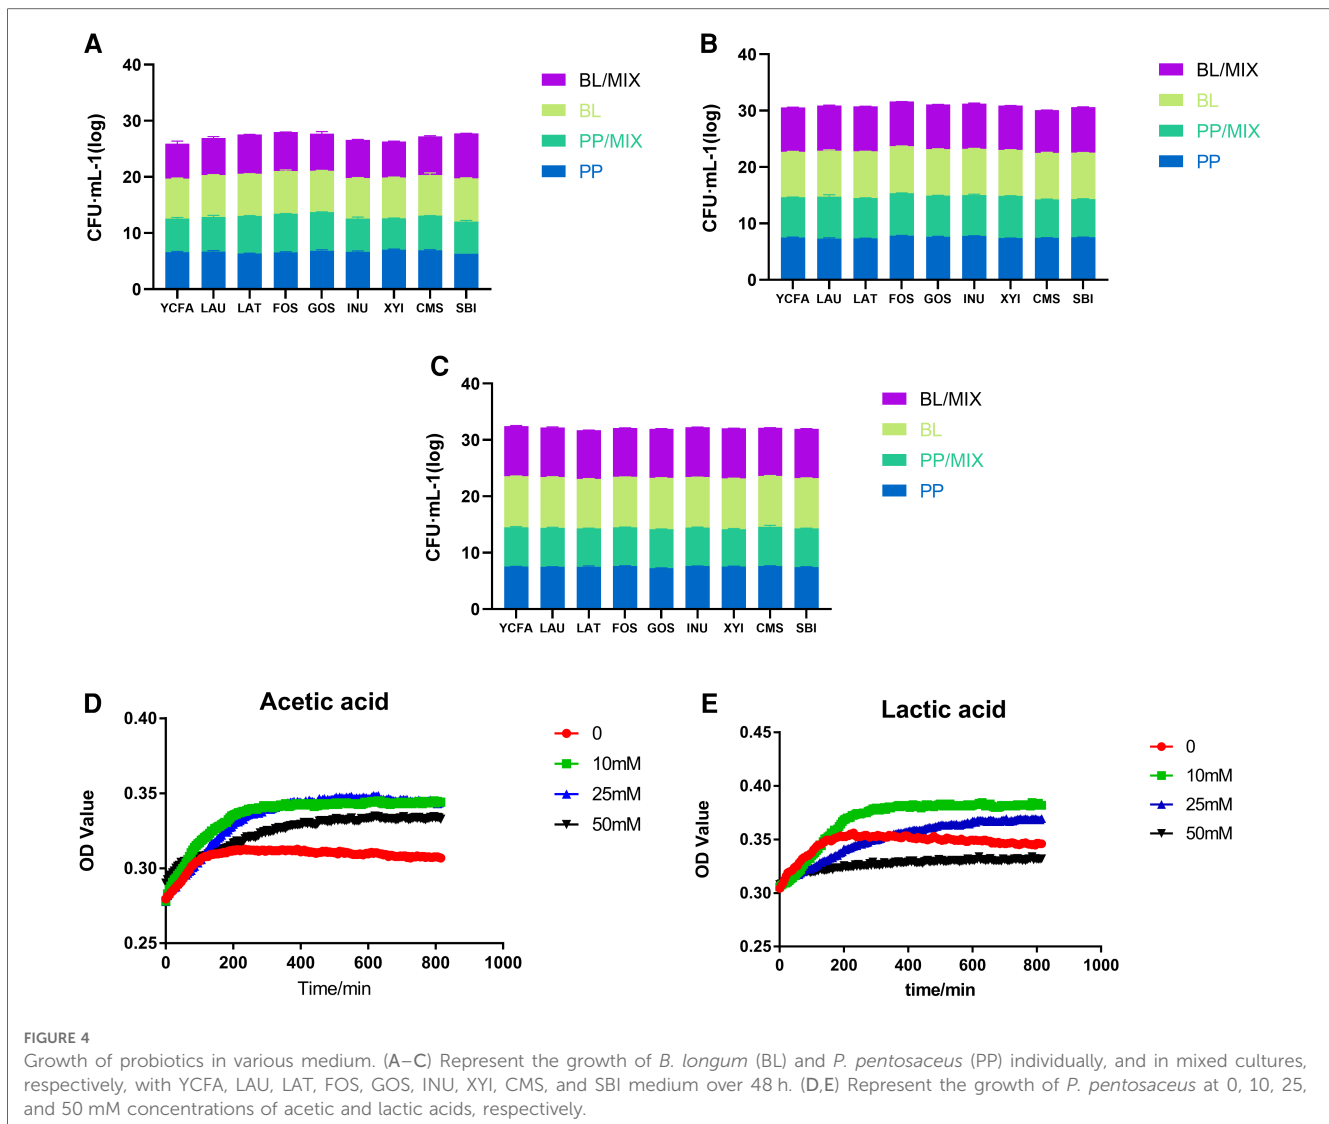 A
CFU·mL-1(log)
40
30
20
10
0
YCFA LAU LAT FOS GOS INU XYI CMS SBI
BL/MIX
BL
PP/MIX
PP
B
CFU·mL-1(log)
40
30
20
10
0
YCFA LAU LAT FOS GOS INU XYI CMS SBI
BL/MIX
BL
PP/MIX
PP
C
CFU·mL-1(log)
40
30
20
10
0
YCFA LAU LAT FOS GOS INU XYI CMS SBI
BL/MIX
BL
PP/MIX
PP
D
Acetic acid
OD Value
0.40
0.35
0.30
0.25
0 200 400 600 800 1000
Time/min
0
10mM
25mM
50mM
E
Lactic acid
OD Value
0.45
0.40
0.35
0.30
0.25
0 200 400 600 800 1000
time/min
0
10mM
25mM
50mM
FIGURE 4
Growth of probiotics in various medium. (A–C) Represent the growth of B. longum (BL) and P. pentosaceus (PP) individually, and in mixed cultures,
respectively, with YCFA, LAU, LAT, FOS, GOS, INU, XYI, CMS, and SBI medium over 48 h. (D,E) Represent the growth of P. pentosaceus at 0, 10, 25,
and 50 mM concentrations of acetic and lactic acids, respectively.